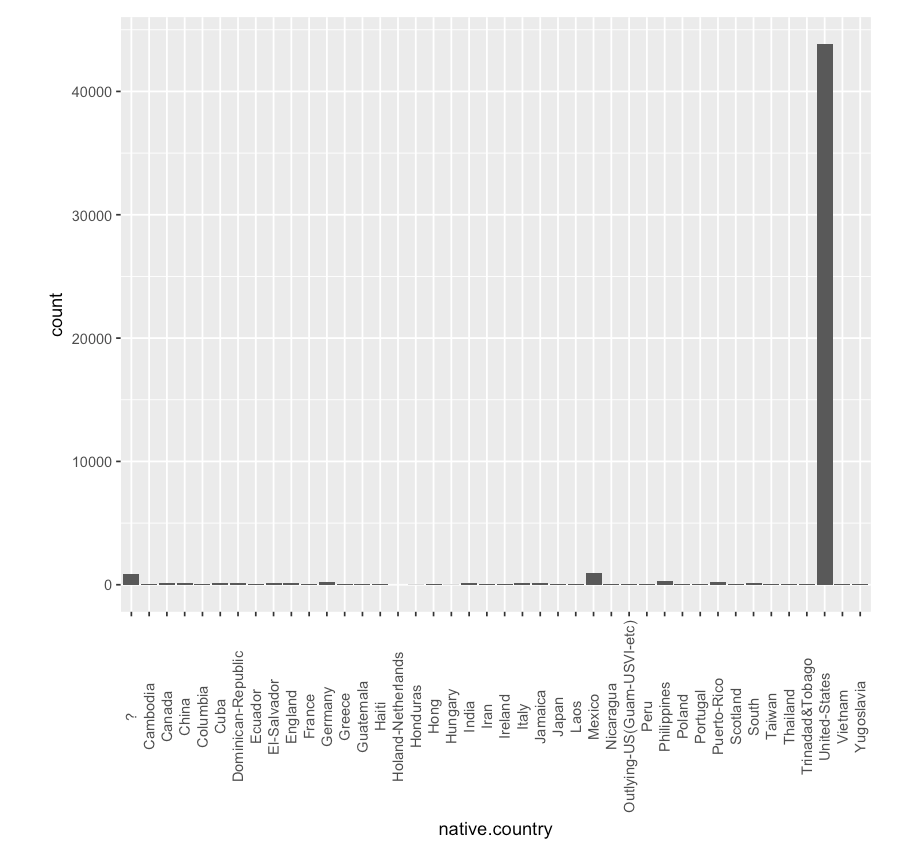 count
40000
30000
20000
10000
0
?
Cambodia
Canada
China
Columbia
Cuba
Dominican-Republic
Ecuador
El-Salvador
England
France
Germany
Greece
Guatemala
Haiti
Holand-Netherlands
Honduras
Hong
Hungary
India
Iran
Ireland
Italy
Jamaica
Japan
Laos
Mexico
Nicaragua
Outlying-US(Guam-USVI-etc)
Peru
Philippines
Poland
Portugal
Puerto-Rico
Scotland
South
Taiwan
Thailand
Trinadad&Tobago
United-States
Vietnam
Yugoslavia
native.country